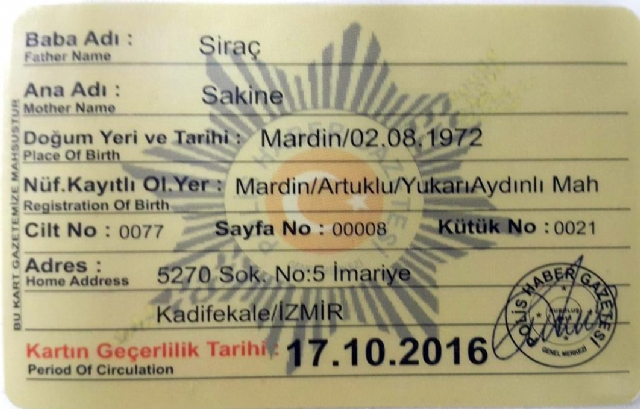 Baba Adı : Siraç
Father Name
Ana Adı : Sakine
Mother Name
Doğum Yeri ve Tarihi : Mardin/02.08.1972
Place Of Birth
Nüf.Kayıtlı Ol.Yer : Mardin/Artuklu/YukarıAydınlı Mah
Registration Of Birth
Cilt No : 0077 Sayfa No : 00008 Kütük No : 0021
Adres : 5270 Sok. No:5 İmariye
Home Address
Kadifekale/İZMİR
Kartın Geçerlilik Tarihi : 17.10.2016
Period Of Circulation
BU KART GAZETEMİZE MAHSUSTUR
POLİS HABER GAZETESİ
GENEL MERKEZİ
POLİS HABER GAZETESİ